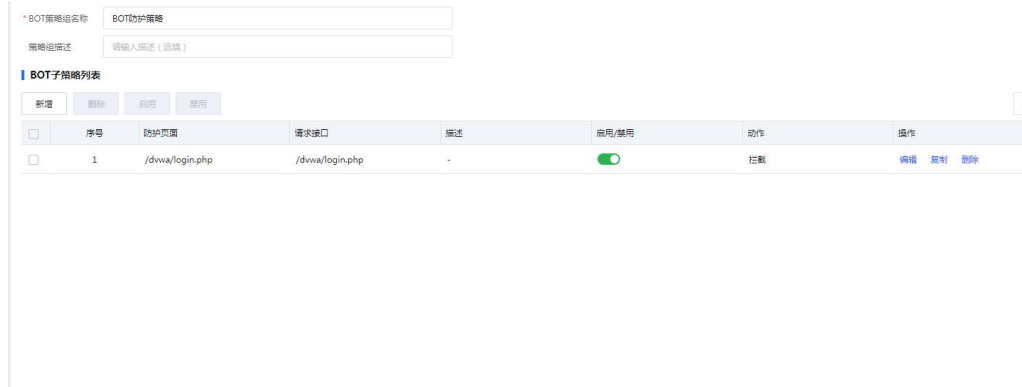 * BOT策略组名称 BOT防护策略
策略组描述 请输入描述（选填）
BOT子策略列表
新增 删除 启用 禁用
序号 防护页面 请求接口 描述 启用/禁用 动作 操作
1 /dvwa/login.php /dvwa/login.php - 拦截 编辑 复制 删除